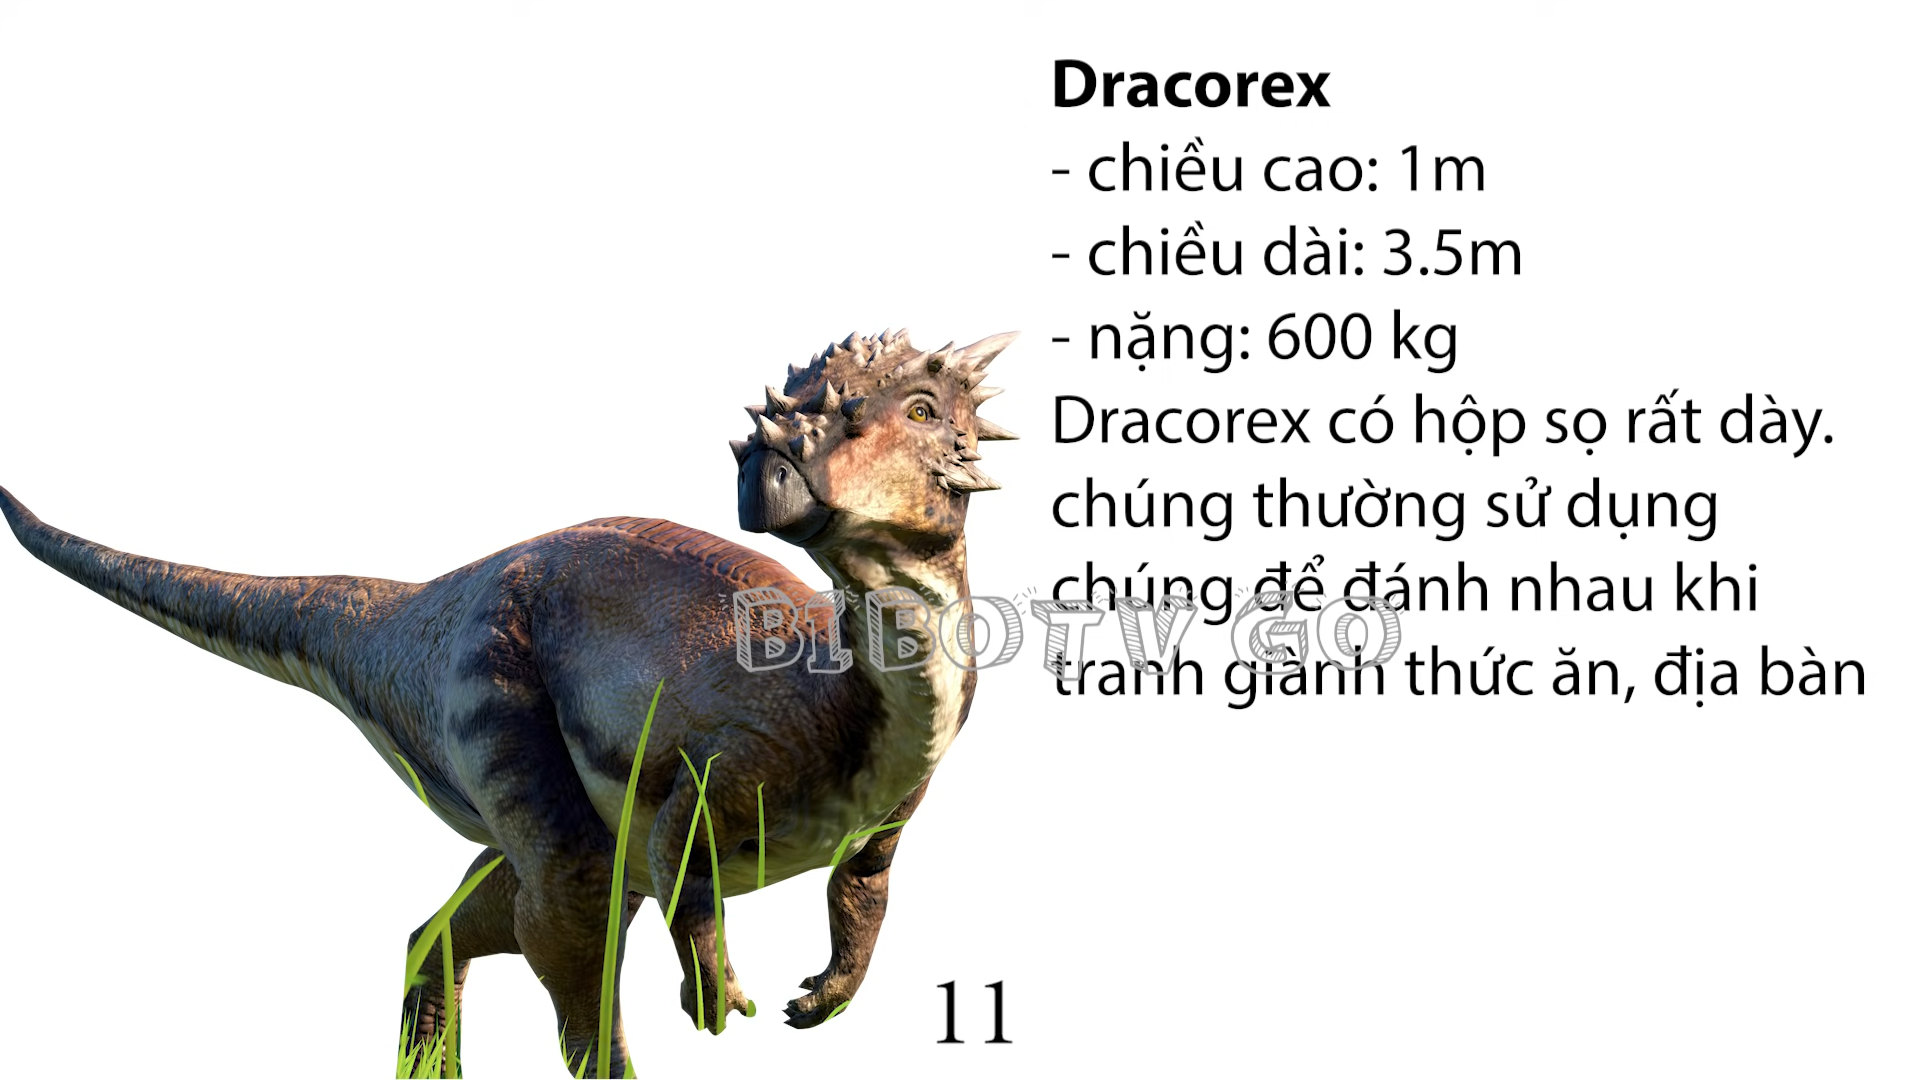 Dracorex
- chiều cao: 1m
- chiều dài: 3.5m
- nặng: 600 kg
Dracorex có hộp sọ rất dày.
chúng thường sử dụng
chúng để đánh nhau khi
tranh giành thức ăn, địa bàn
BIBOTV GO
11